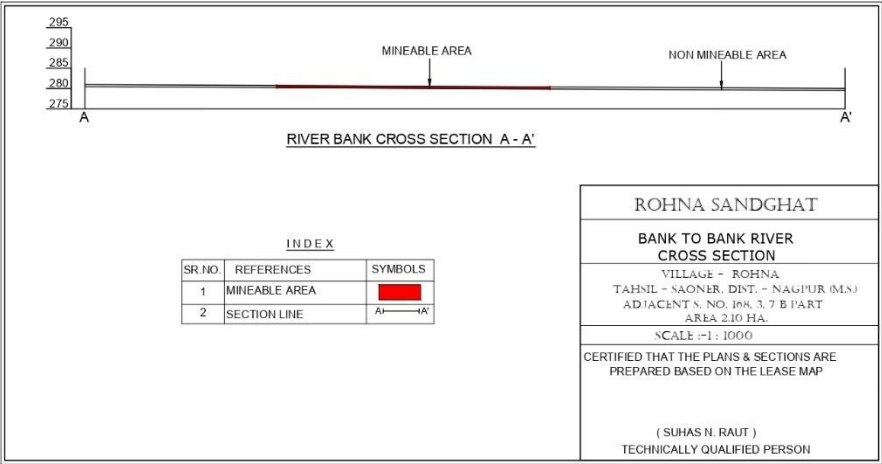 295
290
285
280
275
MINEABLE AREA
NON MINEABLE AREA
A
A'
RIVER BANK CROSS SECTION A - A'
INDEX
SR.NO. REFERENCES SYMBOLS
1 MINEABLE AREA
2 SECTION LINE A A'
ROHNA SANDGHAT
BANK TO BANK RIVER
CROSS SECTION
VILLAGE - ROHNA
TAHSIL - SAONER, DIST. - NAGPUR (M.S.)
ADJACENT S. NO. 168, 3, 7 B PART
AREA 2.10 HA.
SCALE :-1 : 1000
CERTIFIED THAT THE PLANS & SECTIONS ARE
PREPARED BASED ON THE LEASE MAP
( SUHAS N. RAUT )
TECHNICALLY QUALIFIED PERSON